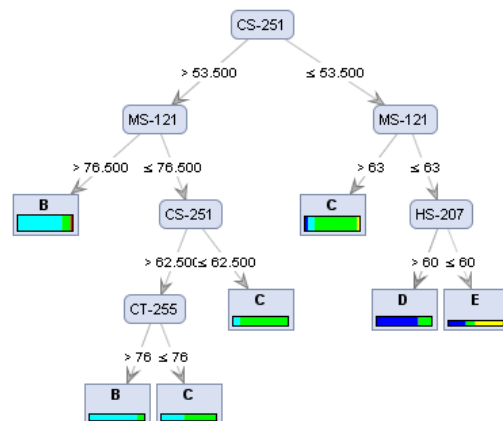 CS-251
> 53.500 ≤ 53.500
MS-121 MS-121
> 76.500 ≤ 76.500 > 63 ≤ 63
B CS-251 C HS-207
> 62.500 ≤ 62.500 > 60 ≤ 60
CT-255 C D E
> 76 ≤ 76
B C